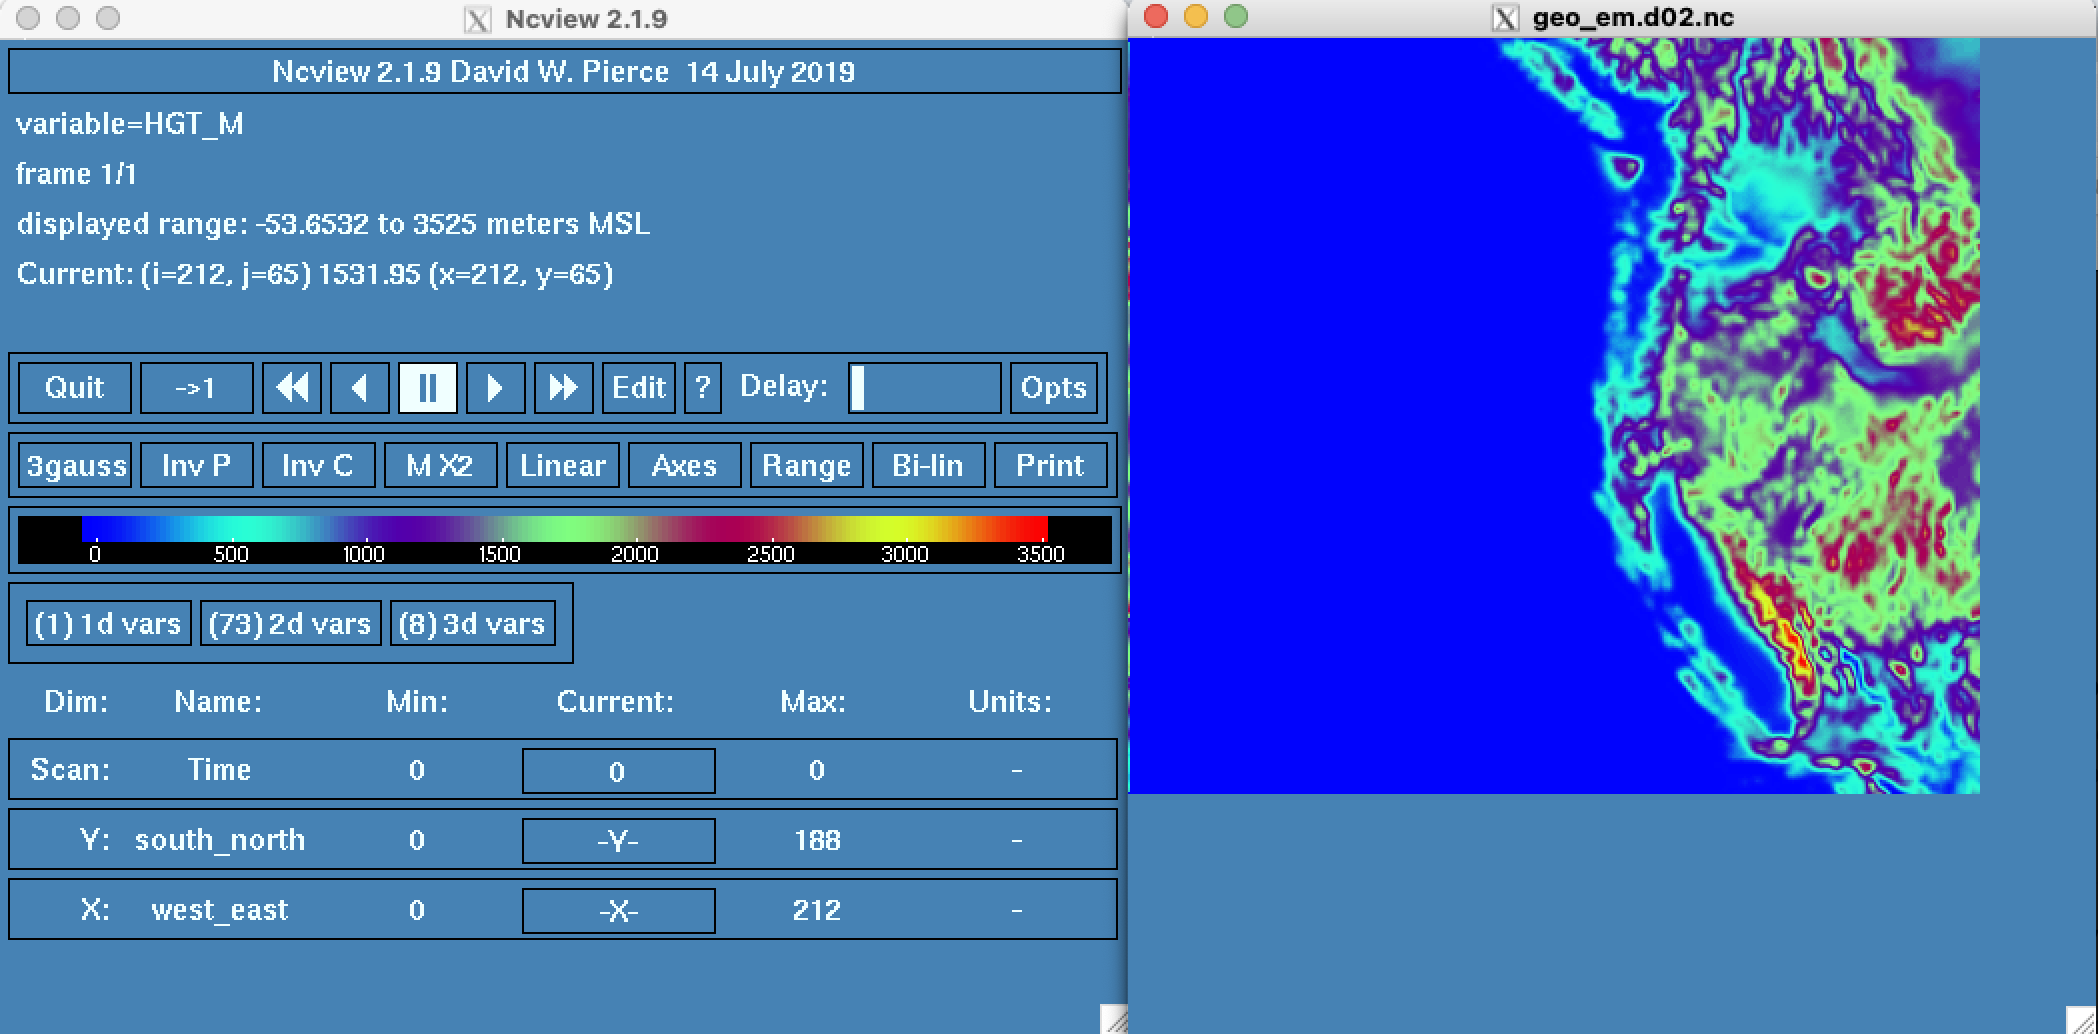 Ncview 2.1.9
Ncview 2.1.9 David W. Pierce  14 July 2019
variable=HGT_M
frame 1/1
displayed range: -53.6532 to 3525 meters MSL
Current: (i=212, j=65) 1531.95 (x=212, y=65)
Quit ->1 Edit ? Delay: Opts
3gauss Inv P Inv C M X2 Linear Axes Range Bi-lin Print
0 500 1000 1500 2000 2500 3000 3500
(1) 1d vars (73) 2d vars (8) 3d vars
Dim: Name: Min: Current: Max: Units:
Scan: Time 0 0 0 -
Y: south_north 0 -Y- 188 -
X: west_east 0 -X- 212 -
geo_em.d02.nc